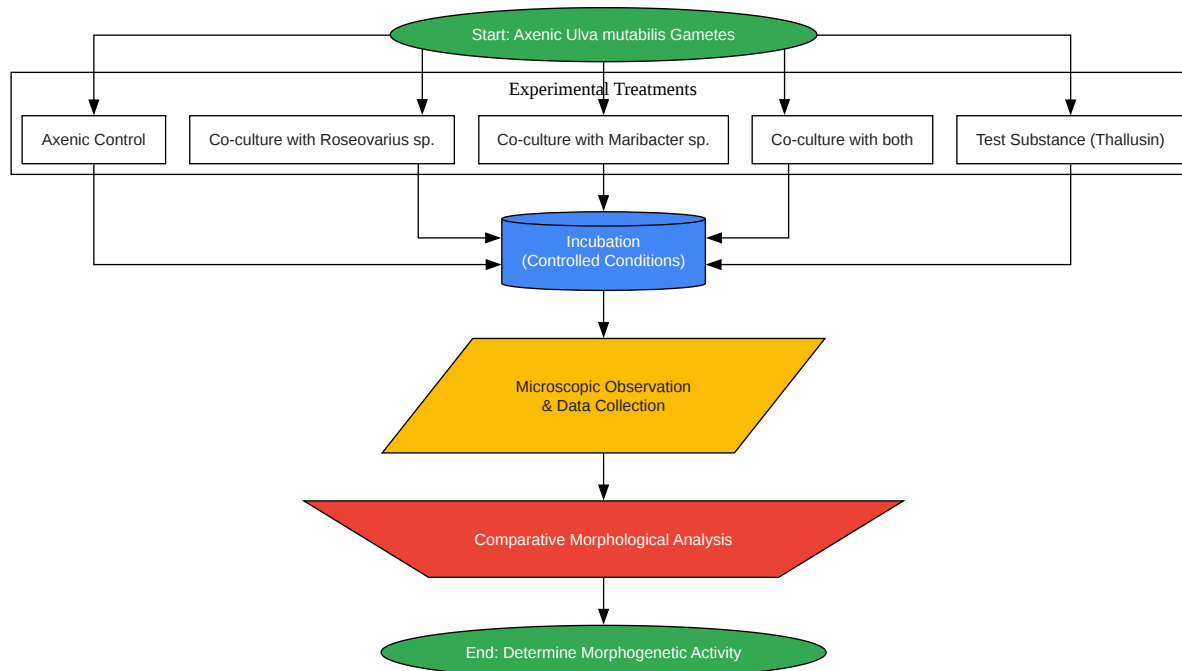 Start: Axenic Ulva mutabilis Gametes
Experimental Treatments
Axenic Control
Co-culture with Roseovarius sp.
Co-culture with Maribacter sp.
Co-culture with both
Test Substance (Thallusin)
Incubation
(Controlled Conditions)
Microscopic Observation
& Data Collection
Comparative Morphological Analysis
End: Determine Morphogenetic Activity